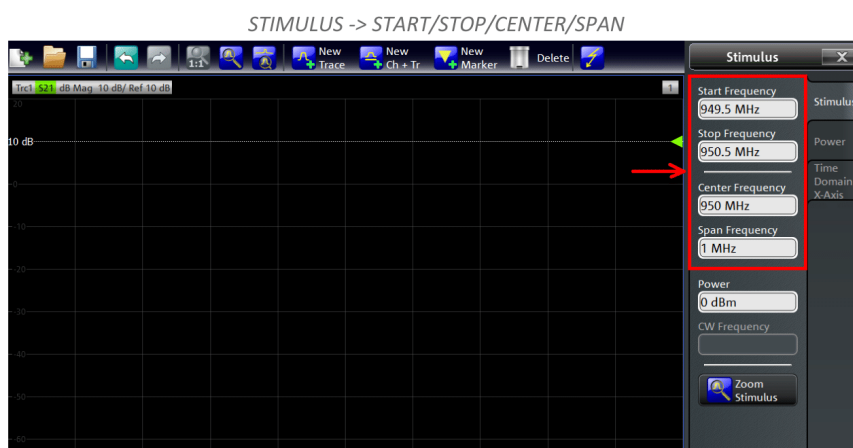 STIMULUS -> START/STOP/CENTER/SPAN
1:1
New
Trace
New
Ch + Tr
New
Marker
Delete
Stimulus
X
Trc1 S21 dB Mag 10 dB/ Ref 10 dB
1
20
10 dB
0
-10
-20
-30
-40
-50
-60
Start Frequency
949.5 MHz
Stop Frequency
950.5 MHz
Center Frequency
950 MHz
Span Frequency
1 MHz
Power
0 dBm
CW Frequency
Zoom
Stimulus
Stimulu
Power
Time
Domain
X-Axis